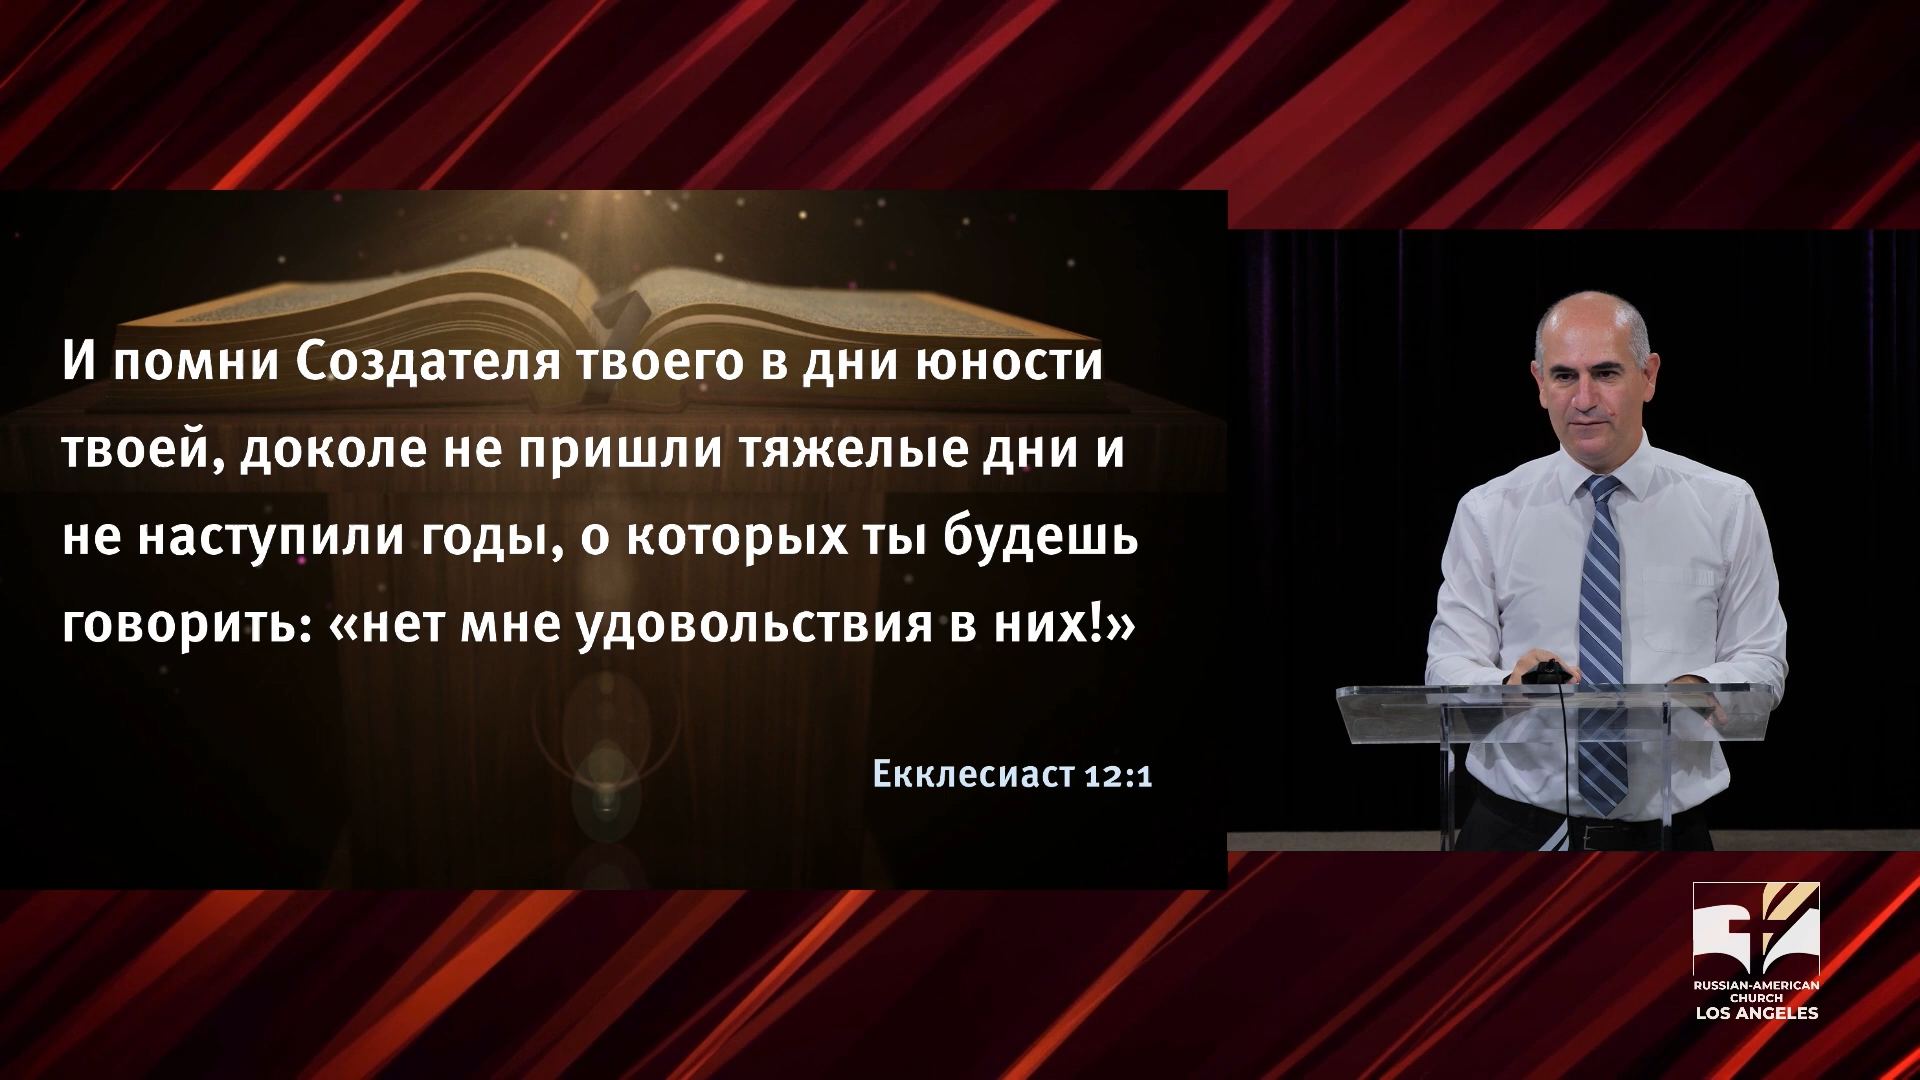 И помни Создателя твоего в дни юности
твоей, доколе не пришли тяжелые дни и
не наступили годы, о которых ты будешь
говорить: «нет мне удовольствия в них!»
Екклесиаст 12:1
RUSSIAN-AMERICAN
CHURCH
LOS ANGELES